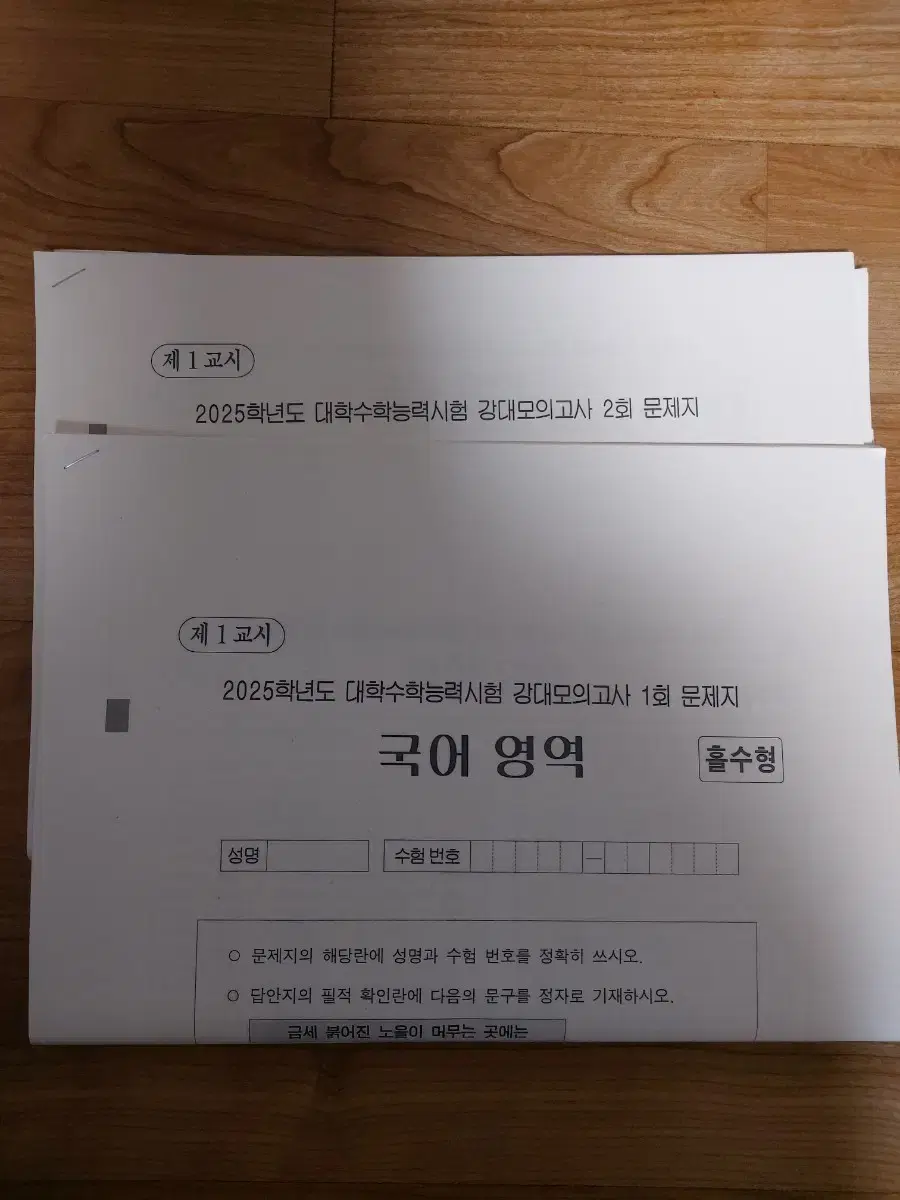 제 1 교시
2025학년도 대학수학능력시험 강대모의고사 2회 문제지
제 1 교시
2025학년도 대학수학능력시험 강대모의고사 1회 문제지
국어 영역
홀수형
성명
수험 번호 —
○ 문제지의 해당란에 성명과 수험 번호를 정확히 쓰시오.
○ 답안지의 필적 확인란에 다음의 문구를 정자로 기재하시오.
금세 붉어진 노을이 머무는 곳에는